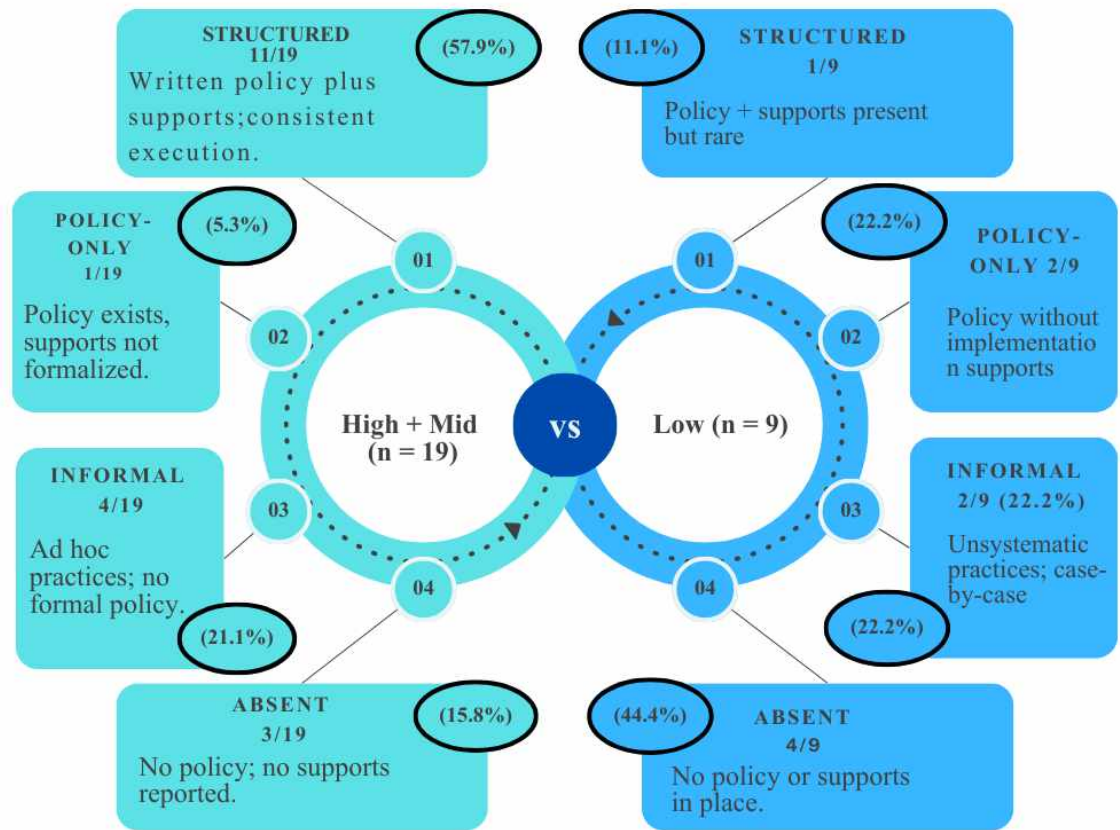 STRUCTURED
11/19
(57.9%)
Written policy plus
supports;consistent
execution.
(11.1%)
STRUCTURED
1/9
Policy + supports present
but rare
POLICY-
ONLY
1/19
(5.3%)
Policy exists,
supports not
formalized.
(22.2%)
POLICY-
ONLY 2/9
Policy without
implementatio
n supports
01
02
03
04
High + Mid
(n = 19)
vs
Low (n = 9)
01
02
03
04
INFORMAL
4/19
Ad hoc
practices; no
formal policy.
(21.1%)
INFORMAL
2/9 (22.2%)
Unsystematic
practices; case-
by-case
(22.2%)
ABSENT
3/19
(15.8%)
No policy; no supports
reported.
(44.4%)
ABSENT
4/9
No policy or supports
in place.